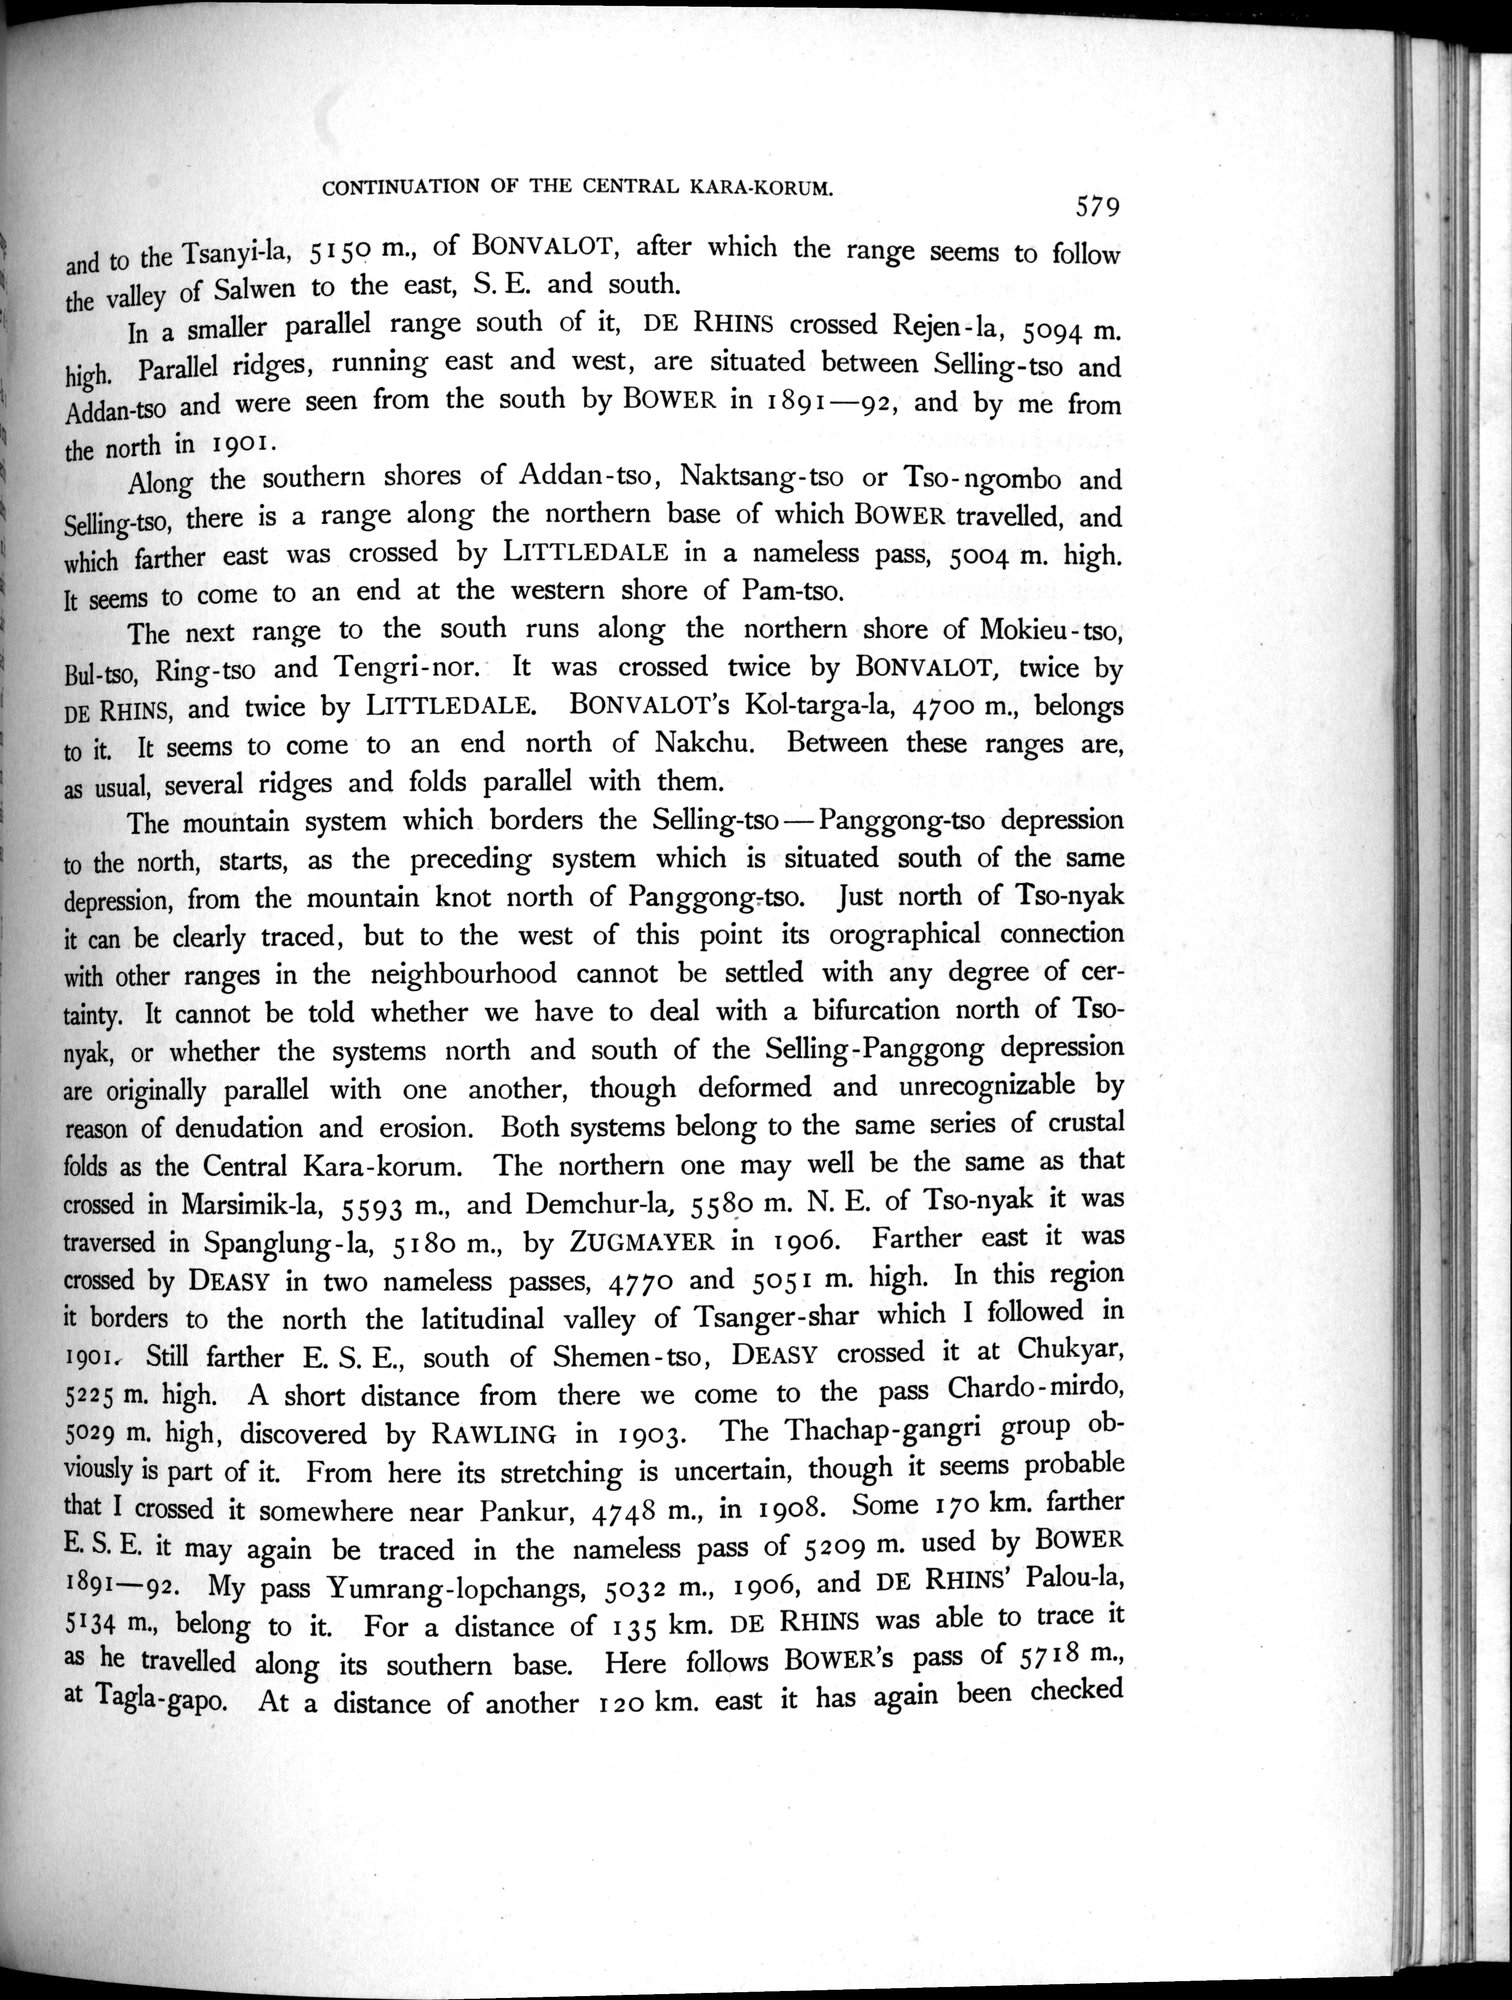 CONTINUATION OF THE CENTRAL KARA-KORUM.
579
and to the Tsanyi-la, 5150 m., of BONVALOT, after which the range seems to follow
the valley of Salwen to the east, S. E. and south.
In a smaller parallel range south of it, DE RHINS crossed Rejen-la, 5094 m.
high. Parallel ridges, running east and west, are situated between Selling-tso and
Addan-tso and were seen from the south by BOWER in 1891—92, and by me from
the north in 1901.
Along the southern shores of Addan-tso, Naktsang-tso or Tso-ngombo and
Selling-tso, there is a range along the northern base of which BOWER travelled, and
which farther east was crossed by LITTLEDALE in a nameless pass, 5004 m. high.
It seems to come to an end at the western shore of Pam-tso.
The next range to the south runs along the northern shore of Mokieu-tso,
Bul-tso, Ring-tso and Tengri-nor. It was crossed twice by BONVALOT, twice by
DE RHINS, and twice by LITTLEDALE. BONVALOT's Kol-targa-la, 4700 m., belongs
to it. It seems to come to an end north of Nakchu. Between these ranges are,
as usual, several ridges and folds parallel with them.
The mountain system which borders the Selling-tso — Panggong-tso depression
to the north, starts, as the preceding system which is situated south of the same
depression, from the mountain knot north of Panggong-tso. Just north of Tso-nyak
it can be clearly traced, but to the west of this point its orographical connection
with other ranges in the neighbourhood cannot be settled with any degree of cer-
tainty. It cannot be told whether we have to deal with a bifurcation north of Tso-
nyak, or whether the systems north and south of the Selling-Panggong depression
are originally parallel with one another, though deformed and unrecognizable by
reason of denudation and erosion. Both systems belong to the same series of crustal
folds as the Central Kara-korum. The northern one may well be the same as that
crossed in Marsimik-la, 5593 m., and Demchur-la, 5580 m. N. E. of Tso-nyak it was
traversed in Spanglung-la, 5180 m., by ZUGMAYER in 1906. Farther east it was
crossed by DEASY in two nameless passes, 4770 and 5051 m. high. In this region
it borders to the north the latitudinal valley of Tsanger-shar which I followed in
1901. Still farther E. S. E., south of Shemen-tso, DEASY crossed it at Chukyar,
5225 m. high. A short distance from there we come to the pass Chardo-mirdo,
5029 m. high, discovered by RAWLING in 1903. The Thachap-gangri group ob-
viously is part of it. From here its stretching is uncertain, though it seems probable
that I crossed it somewhere near Pankur, 4748 m., in 1908. Some 170 km. farther
E. S. E. it may again be traced in the nameless pass of 5209 m. used by BOWER
1891—92. My pass Yumrang-lopchangs, 5032 m., 1906, and DE RHINS' Palou-la,
5134 m., belong to it. For a distance of 135 km. DE RHINS was able to trace it
as he travelled along its southern base. Here follows BOWER's pass of 5718 m.,
at Tagla-gapo. At a distance of another 120 km. east it has again been checked